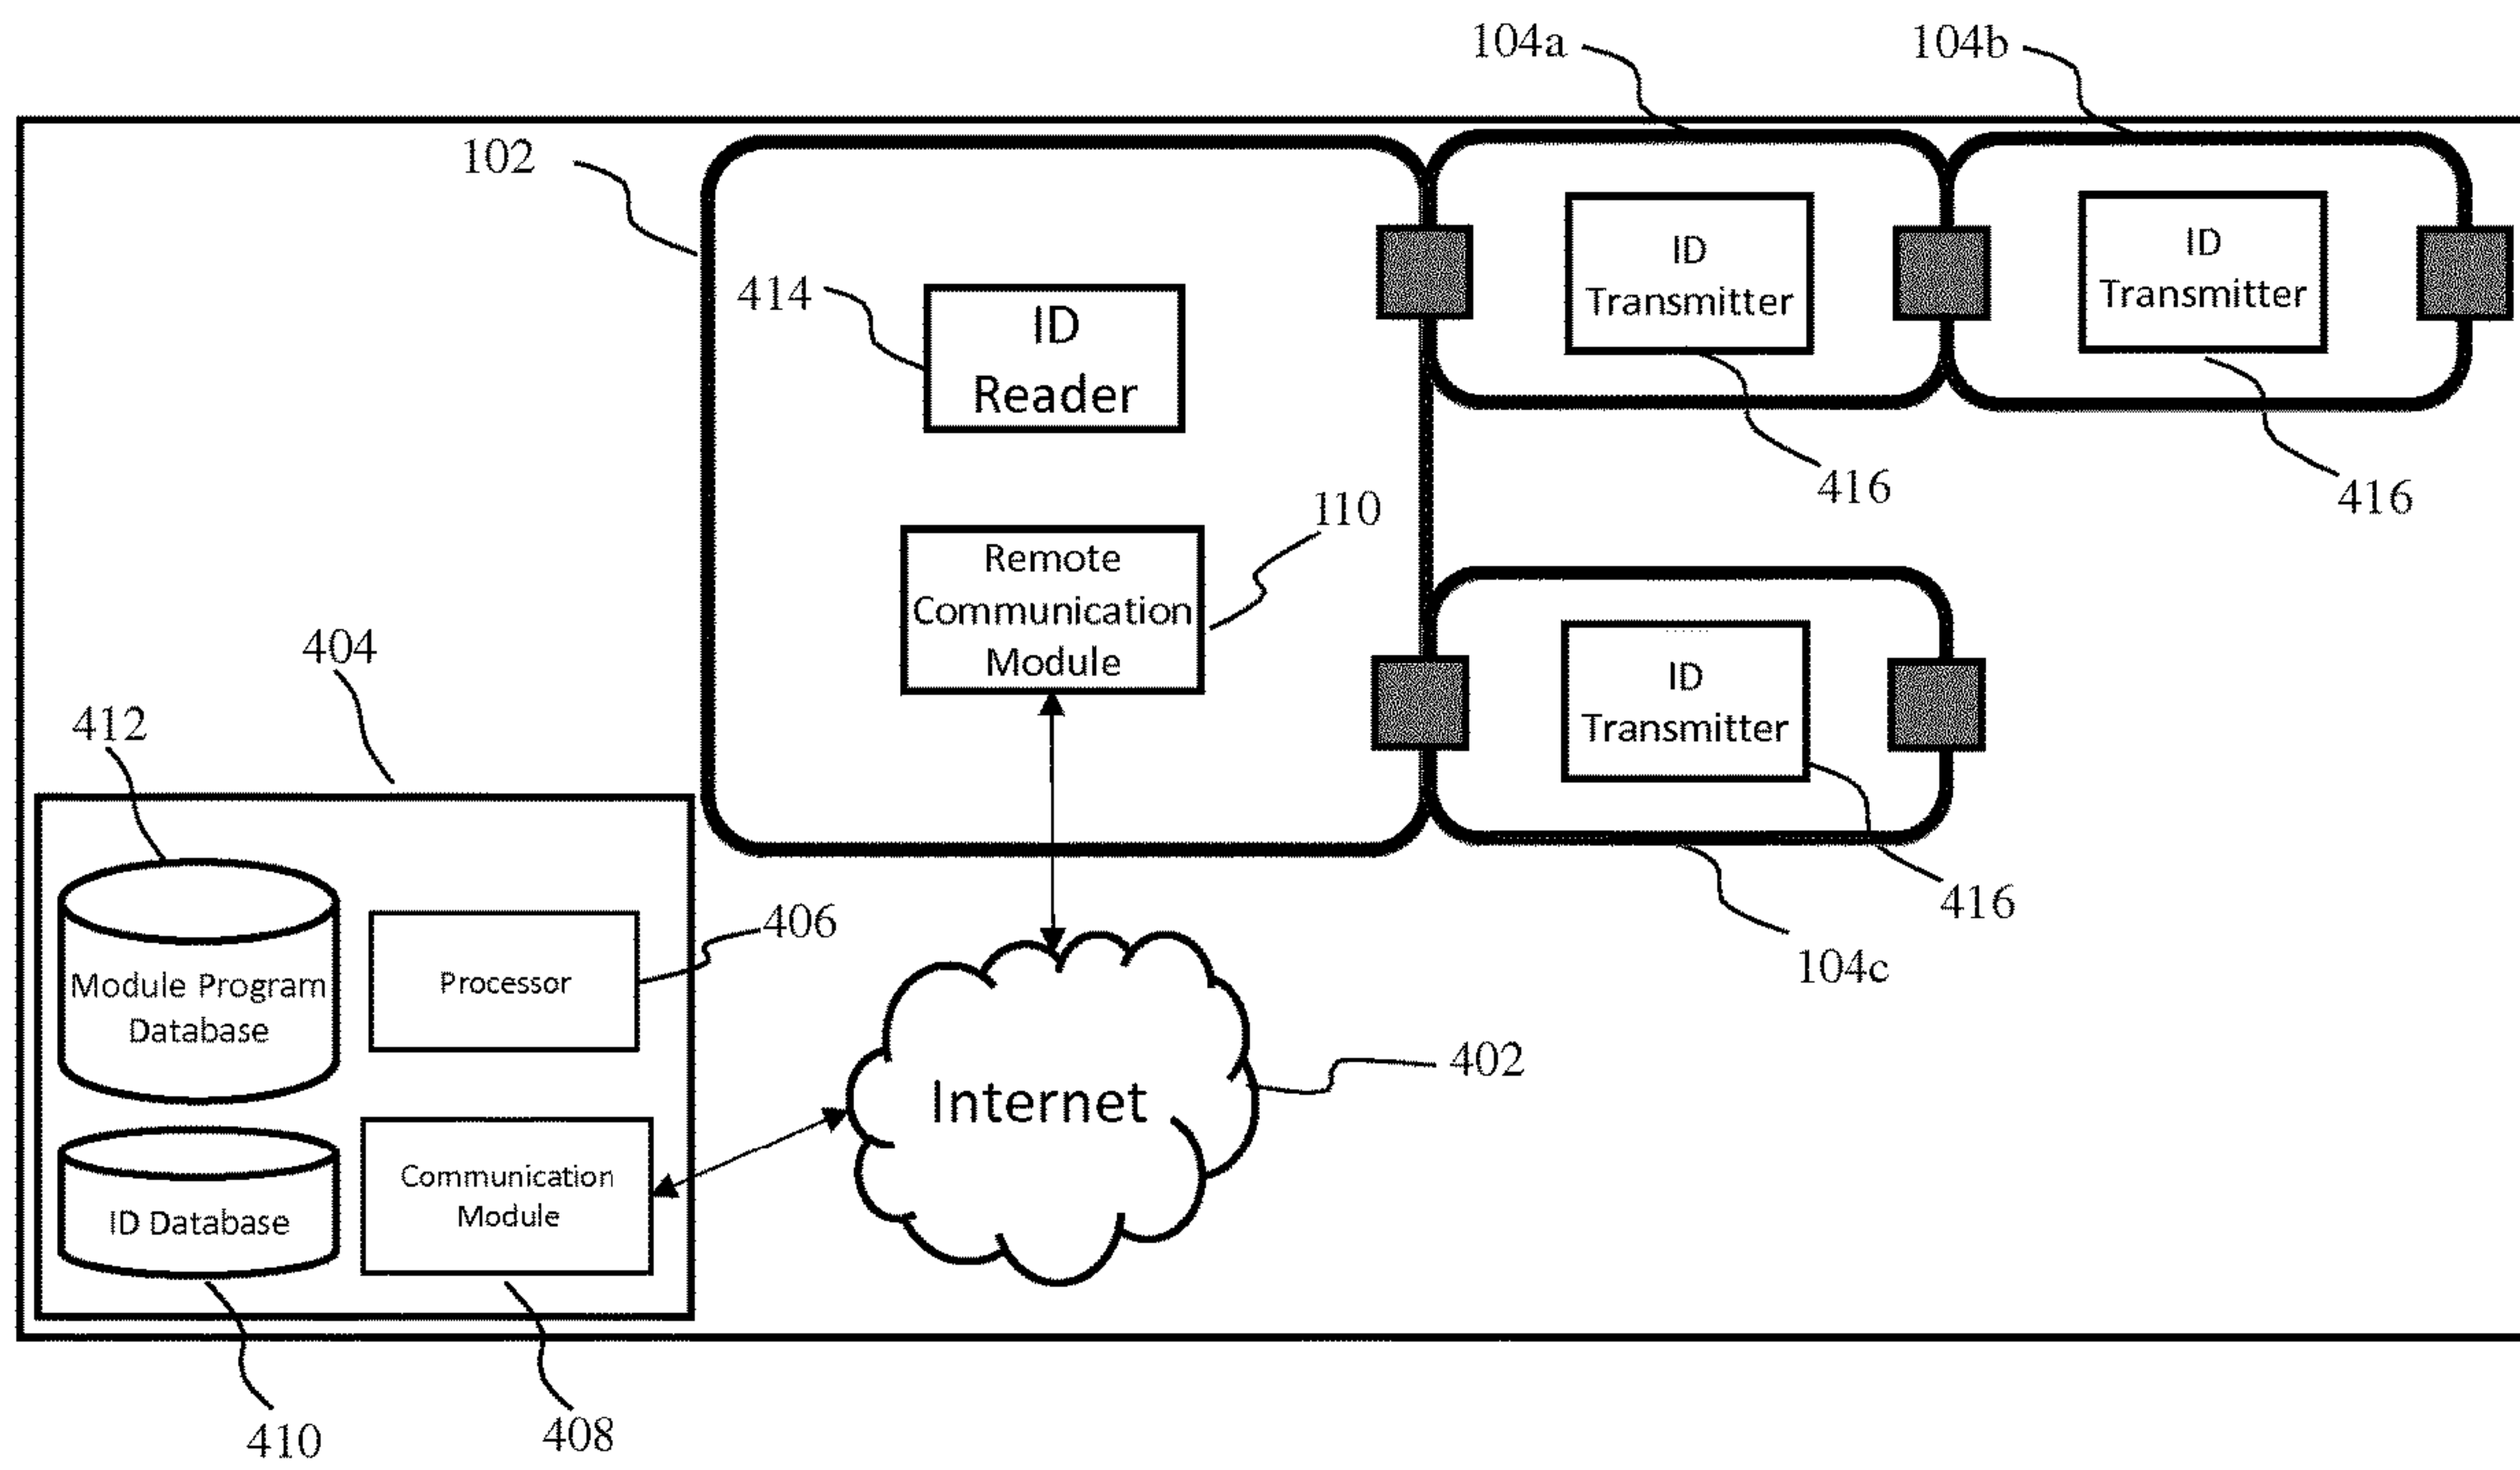 104a
104b
102
ID
Transmitter
ID
Transmitter
414
ID
Reader
416
416
110
Remote
Communication
Module
404
ID
Transmitter
412
416
406
104c
Module Program
Database
Processor
402
Internet
Communication
Module
ID Database
410
408